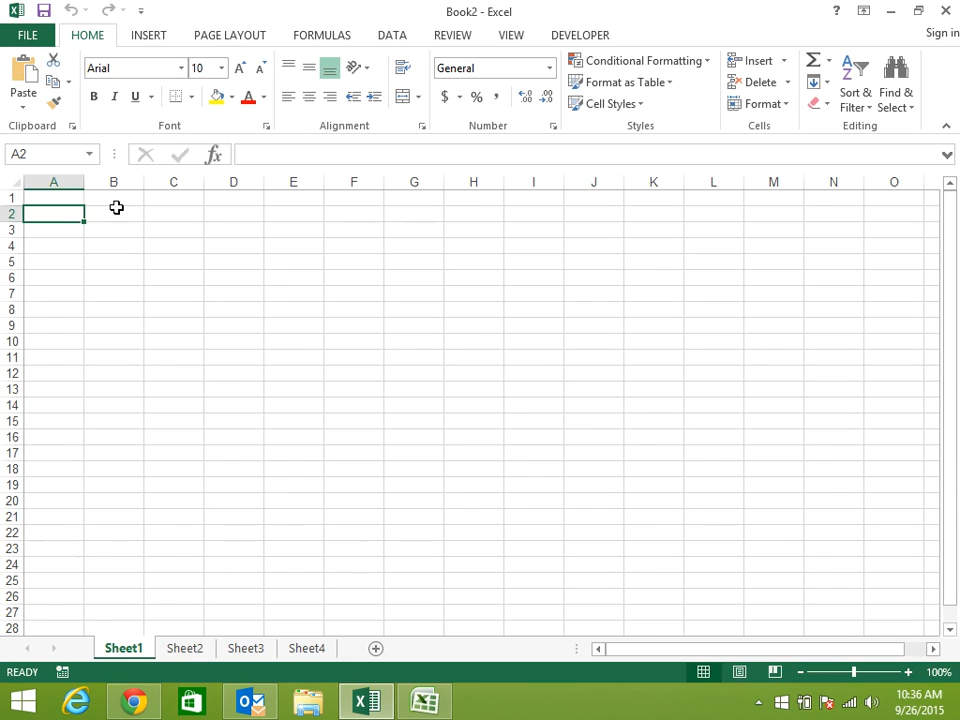 Book2 - Excel
?
FILE HOME INSERT PAGE LAYOUT FORMULAS DATA REVIEW VIEW DEVELOPER Sign in
Paste
Arial 10 A A
B I U A
General
$ % , .0 .00 .00 .0
Conditional Formatting
Format as Table
Cell Styles
Insert
Delete
Format
Σ
A Z
Sort & Filter
Find & Select
Clipboard Font Alignment Number Styles Cells Editing
A2 fx
A B C D E F G H I J K L M N O
1
2
3
4
5
6
7
8
9
10
11
12
13
14
15
16
17
18
19
20
21
22
23
24
25
26
27
28
Sheet1 Sheet2 Sheet3 Sheet4
READY 100%
10:36 AM
9/26/2015